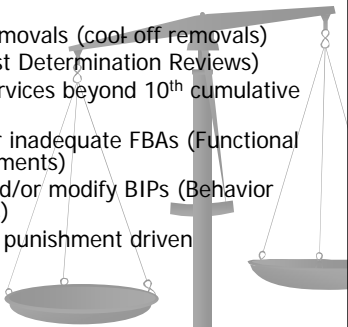 movals (cool off removals)
st Determination Reviews)
rvices beyond 10th cumulative
r inadequate FBAs (Functional
ments)
d/or modify BIPs (Behavior
)
punishment driven